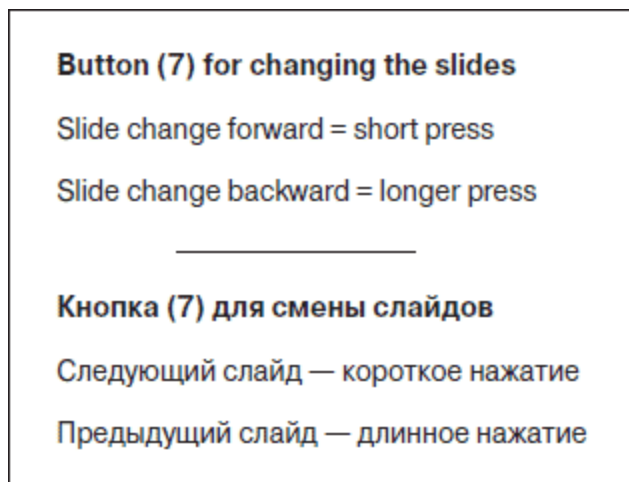 Button (7) for changing the slides
Slide change forward = short press
Slide change backward = longer press
Кнопка (7) для смены слайдов
Следующий слайд — короткое нажатие
Предыдущий слайд — длинное нажатие